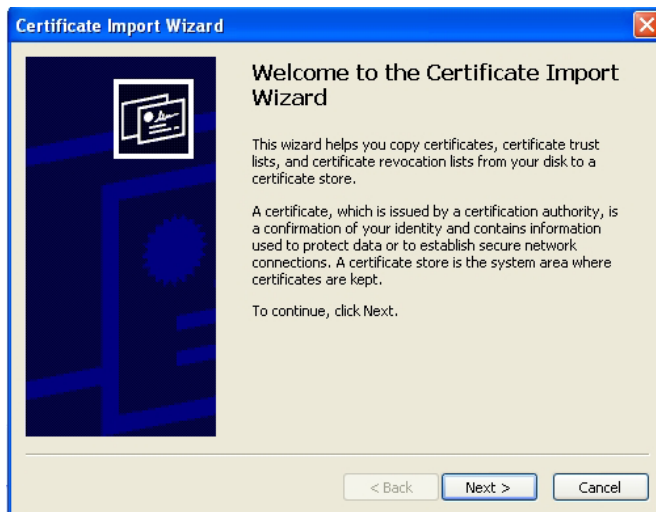 Certificate Import Wizard
Welcome to the Certificate Import
Wizard
This wizard helps you copy certificates, certificate trust
lists, and certificate revocation lists from your disk to a
certificate store.
A certificate, which is issued by a certification authority, is
a confirmation of your identity and contains information
used to protect data or to establish secure network
connections. A certificate store is the system area where
certificates are kept.
To continue, click Next.
< Back Next > Cancel